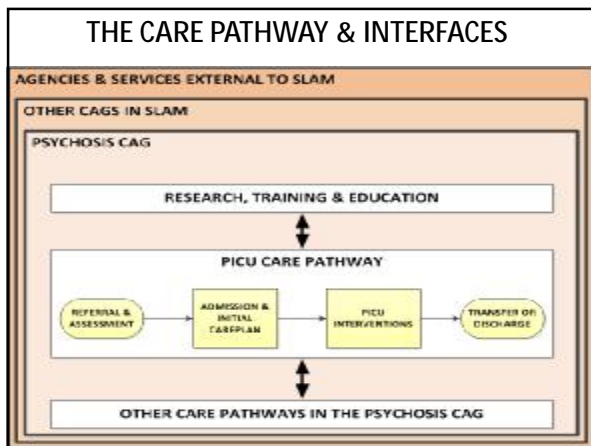 THE CARE PATHWAY & INTERFACES
AGENCIES & SERVICES EXTERNAL TO SLAM
OTHER CAGS IN SLAM
PSYCHOSIS CAG
RESEARCH, TRAINING & EDUCATION
PICU CARE PATHWAY
REFERRAL &
ASSESSMENT
ADMISSION &
INITIAL
CAREPLAN
PICU
INTERVENTIONS
TRANSFER OR
DISCHARGE
OTHER CARE PATHWAYS IN THE PSYCHOSIS CAG